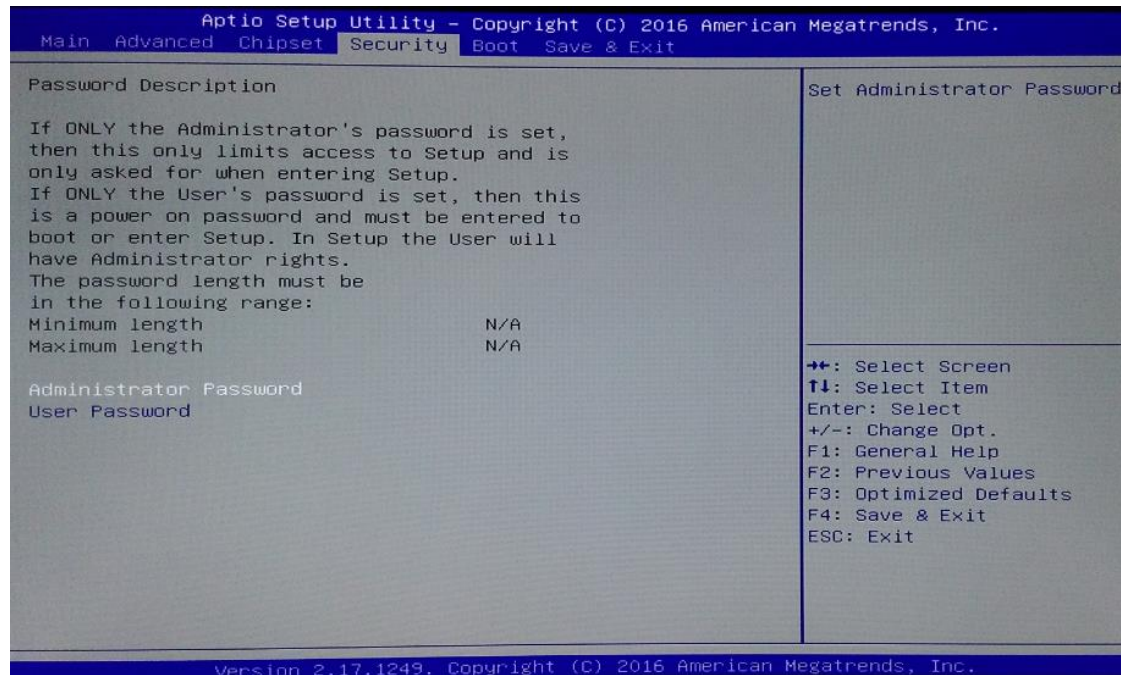 Aptio Setup Utility – Copyright (C) 2016 American Megatrends, Inc.
Main Advanced Chipset Security Boot Save & Exit
Password Description
If ONLY the Administrator's password is set,
then this only limits access to Setup and is
only asked for when entering Setup.
If ONLY the User's password is set, then this
is a power on password and must be entered to
boot or enter Setup. In Setup the User will
have Administrator rights.
The password length must be
in the following range:
Minimum length N/A
Maximum length N/A
Administrator Password
User Password
Set Administrator Password
→←: Select Screen
↑↓: Select Item
Enter: Select
+/-: Change Opt.
F1: General Help
F2: Previous Values
F3: Optimized Defaults
F4: Save & Exit
ESC: Exit
Version 2.17.1249. Copyright (C) 2016 American Megatrends, Inc.